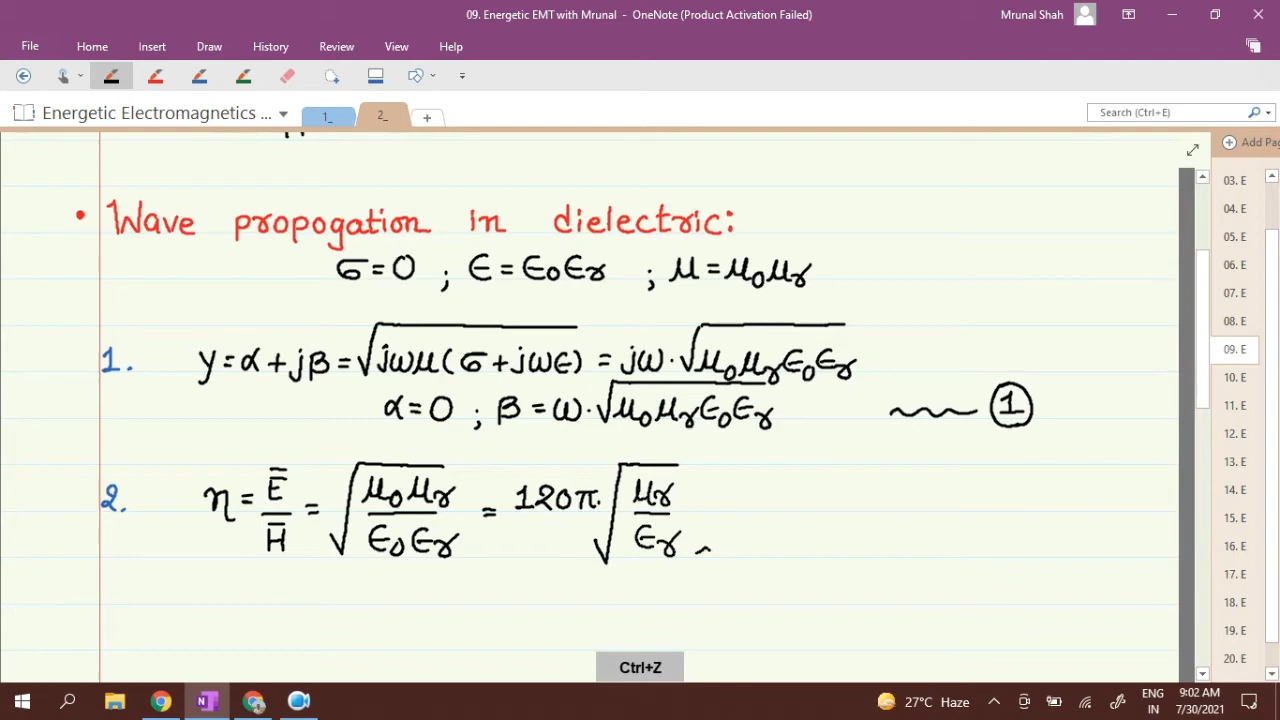 09. Energetic EMT with Mrunal - OneNote (Product Activation Failed)
Mrunal Shah
File Home Insert Draw History Review View Help
Energetic Electromagnetics ...
1_
2_
Search (Ctrl+E)
Add Pag
• Wave propogation in dielectric:
σ=0 ; ϵ=ϵ0ϵr ; μ=μ0μr
1. γ=α+jβ=√jωμ(σ+jωϵ) = jω·√μ0μrϵ0ϵr
α=0 ; β=ω·√μ0μrϵ0ϵr ~~~ ①
2. η=Ē/H̄=√μ0μr/ϵ0ϵr = 120π·√μr/ϵr
03. E
04. E
05. E
06. E
07. E
08. E
09. E
10. E
11. E
12. E
13. E
14. E
15. E
16. E
17. E
18. E
19. E
20. E
Ctrl+Z
27°C Haze
ENG
IN
9:02 AM
7/30/2021